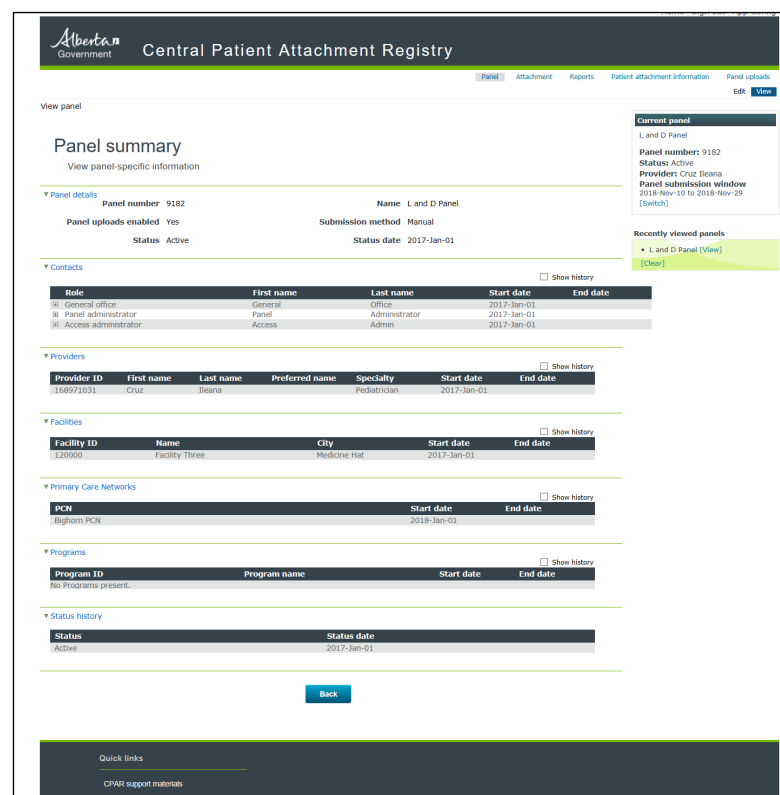 Alberta
Government
Central Patient Attachment Registry
Panel Attachment Reports Patient attachment information Panel uploads
Edit View
View panel
Panel summary
View panel-specific information
Panel details
Panel number 9182 Name L and D Panel
Panel uploads enabled Yes Submission method Manual
Status Active Status date 2017-Jan-01
Contacts
Show history
Role First name Last name Start date End date
General office General Office 2017-Jan-01
Panel administrator Panel Administrator 2017-Jan-01
Access administrator Access Admin 2017-Jan-01
Providers
Show history
Provider ID First name Last name Preferred name Specialty Start date End date
168971031 Cruz Ileana Pediatrician 2017-Jan-01
Facilities
Show history
Facility ID Name City Start date End date
120000 Facility Three Medicine Hat 2017-Jan-01
Primary Care Networks
Show history
PCN Start date End date
Bighorn PCN 2018-Jan-01
Programs
Show history
Program ID Program name Start date End date
No Programs present.
Status history
Status Status date
Active 2017-Jan-01
Back
Current panel
L and D Panel
Panel number: 9182
Status: Active
Provider: Cruz Ileana
Panel submission window
2018-Nov-10 to 2018-Nov-29
[Switch]
Recently viewed panels
• L and D Panel [View]
[Clear]
Quick links
CPAR support materials